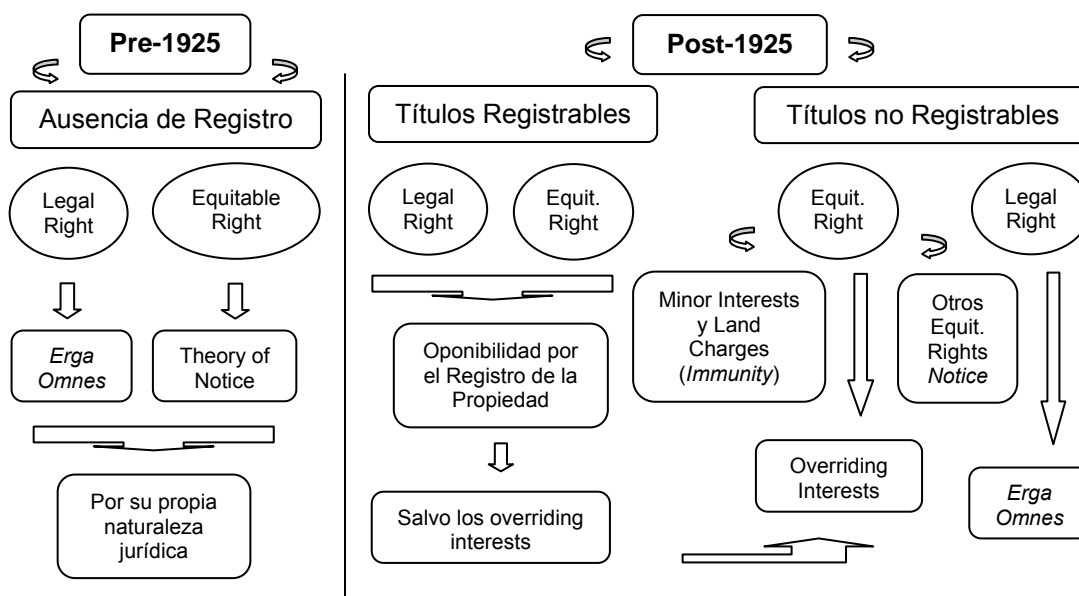 Pre-1925
Ausencia de Registro
Legal
Right
Equitable
Right
Erga
Omnes
Theory of
Notice
Por su propia
naturaleza
jurídica
Post-1925
Títulos Registrables
Títulos no Registrables
Legal
Right
Equit.
Right
Equit.
Right
Legal
Right
Oponibilidad por
el Registro de la
Propiedad
Salvo los overriding
interests
Minor Interests
y Land
Charges
(Immunity)
Otros
Equit.
Rights
Notice
Overriding
Interests
Erga
Omnes